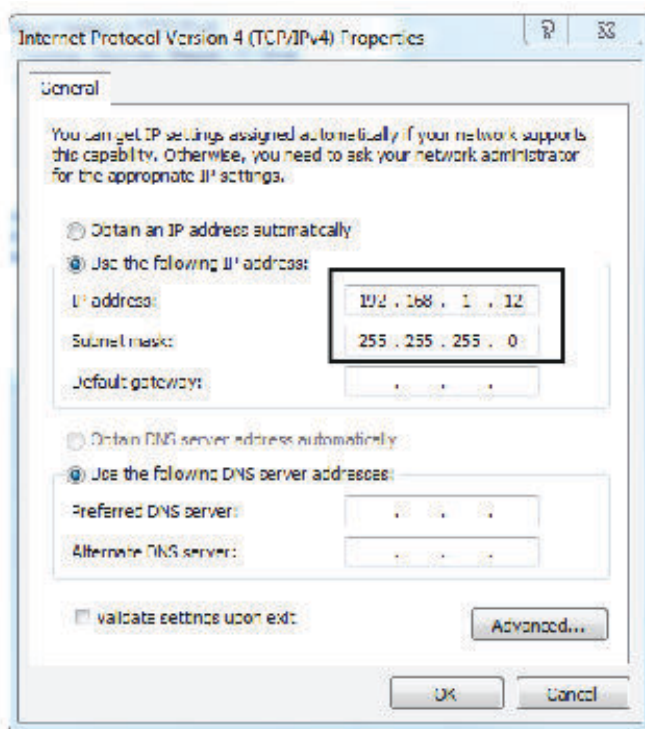 Internet Protocol Version 4 (TCP/IPv4) Properties
General
You can get IP settings assigned automatically if your network supports
this capability. Otherwise, you need to ask your network administrator
for the appropriate IP settings.
Obtain an IP address automatically
Use the following IP address:
IP address: 192 . 168 . 1 . 12
Subnet mask: 255 . 255 . 255 . 0
Default gateway: . . .
Obtain DNS server address automatically
Use the following DNS server addresses:
Preferred DNS server: . . .
Alternate DNS server: . . .
Validate settings upon exit
Advanced...
OK Cancel